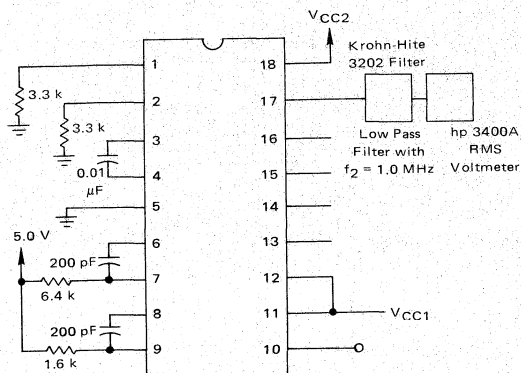 VCC2
Krohn-Hite
3202 Filter
1
18
3.3 k
2
17
3.3 k
3
16
Low Pass
Filter with
f2 = 1.0 MHz
hp 3400A
RMS
Voltmeter
0.01
µF
4
15
5
14
5.0 V
6
13
200 pF
7
12
6.4 k
8
11
VCC1
200 pF
9
10
1.6 k